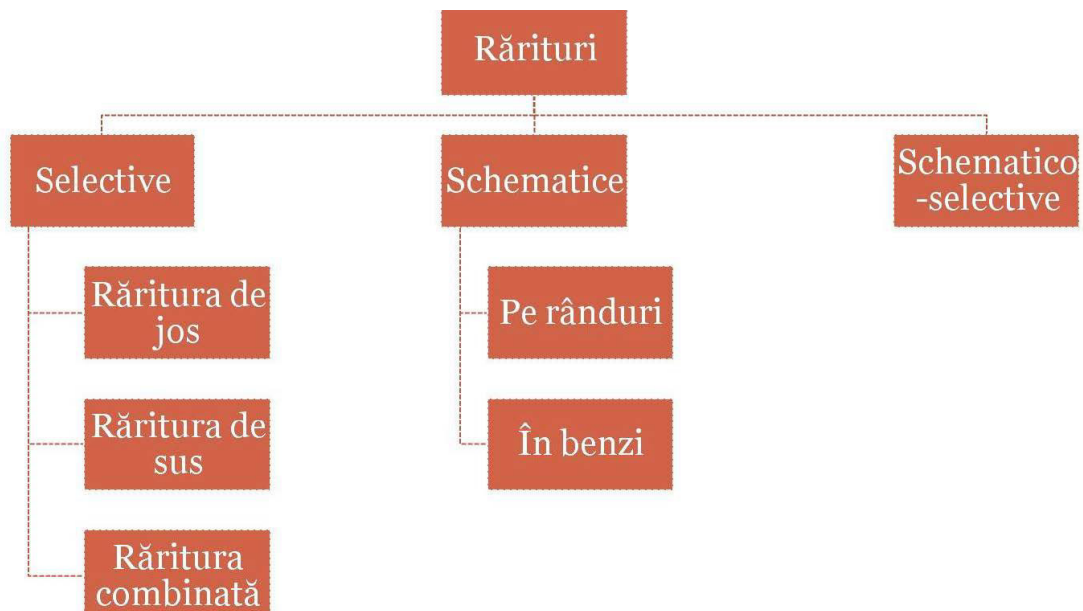 Rărituri
Selective
Schematice
Schematico
-selective
Răritura de
jos
Pe rânduri
Răritura de
sus
În benzi
Răritura
combinată